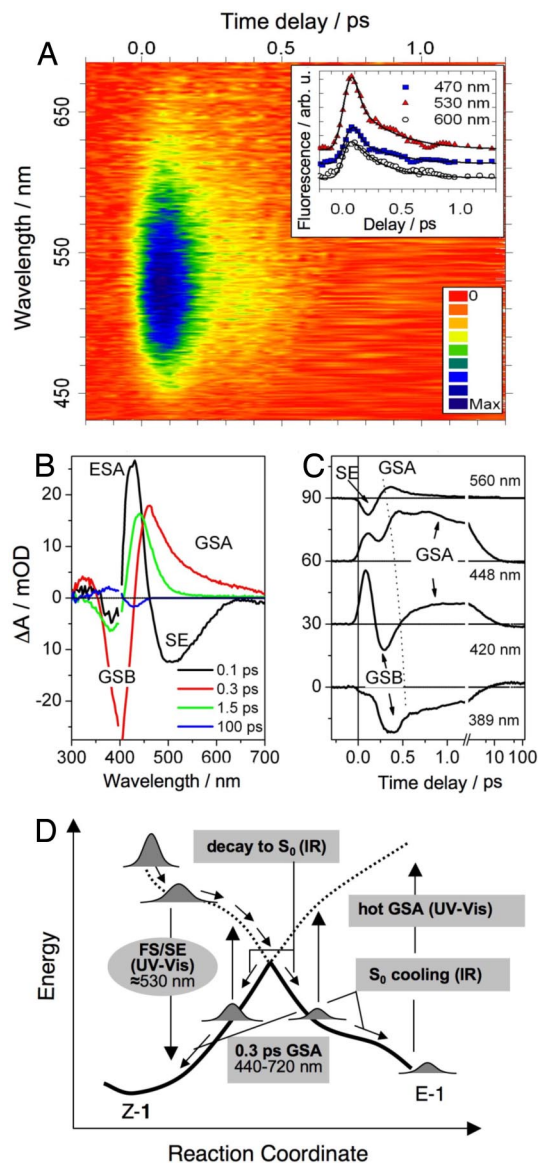 Time delay / ps
0.0 0.5 1.0
A
Wavelength / nm
650
550
450
Fluorescence / arb. u.
470 nm
530 nm
600 nm
0.0 0.5 1.0
Delay / ps
0
Max
B
ESA
GSA
SE
GSB
0.1 ps
0.3 ps
1.5 ps
100 ps
ΔA / mOD
20
10
0
10
-20
300 400 500 600 700
Wavelength / nm
C
SE
GSA
560 nm
GSA
448 nm
420 nm
GSB
389 nm
90
60
30
0
0.0 0.5 1.0 10 100
Time delay / ps
D
Energy
decay to S₀ (IR)
hot GSA (UV-Vis)
FS/SE
(UV-Vis)
≈530 nm
S₀ cooling (IR)
0.3 ps GSA
440-720 nm
Z-1
E-1
Reaction Coordinate